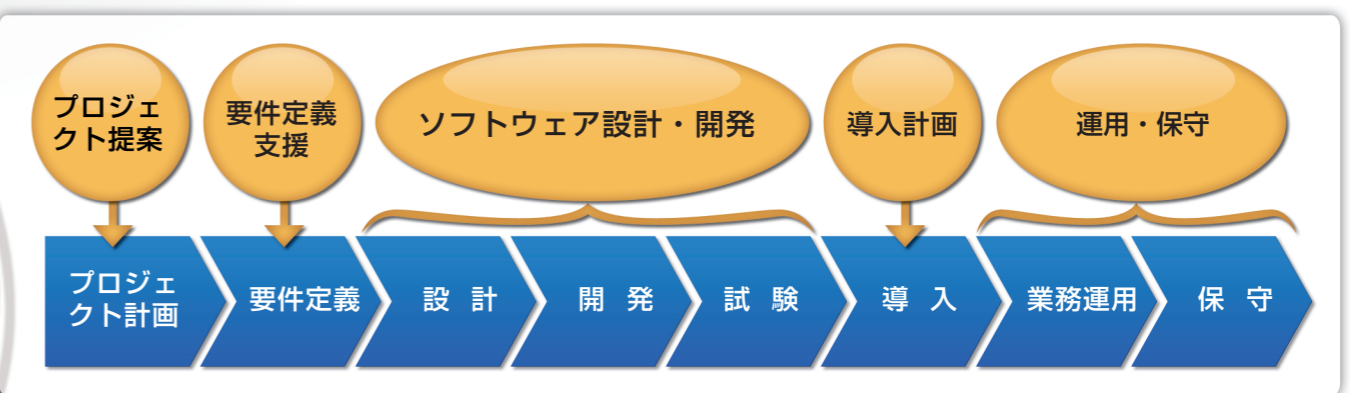 プロジェ
クト提案
要件定義
支援
ソフトウェア設計・開発
導入計画
運用・保守
プロジェ
クト計画
要件定義
設 計
開 発
試 験
導 入
業務運用
保 守